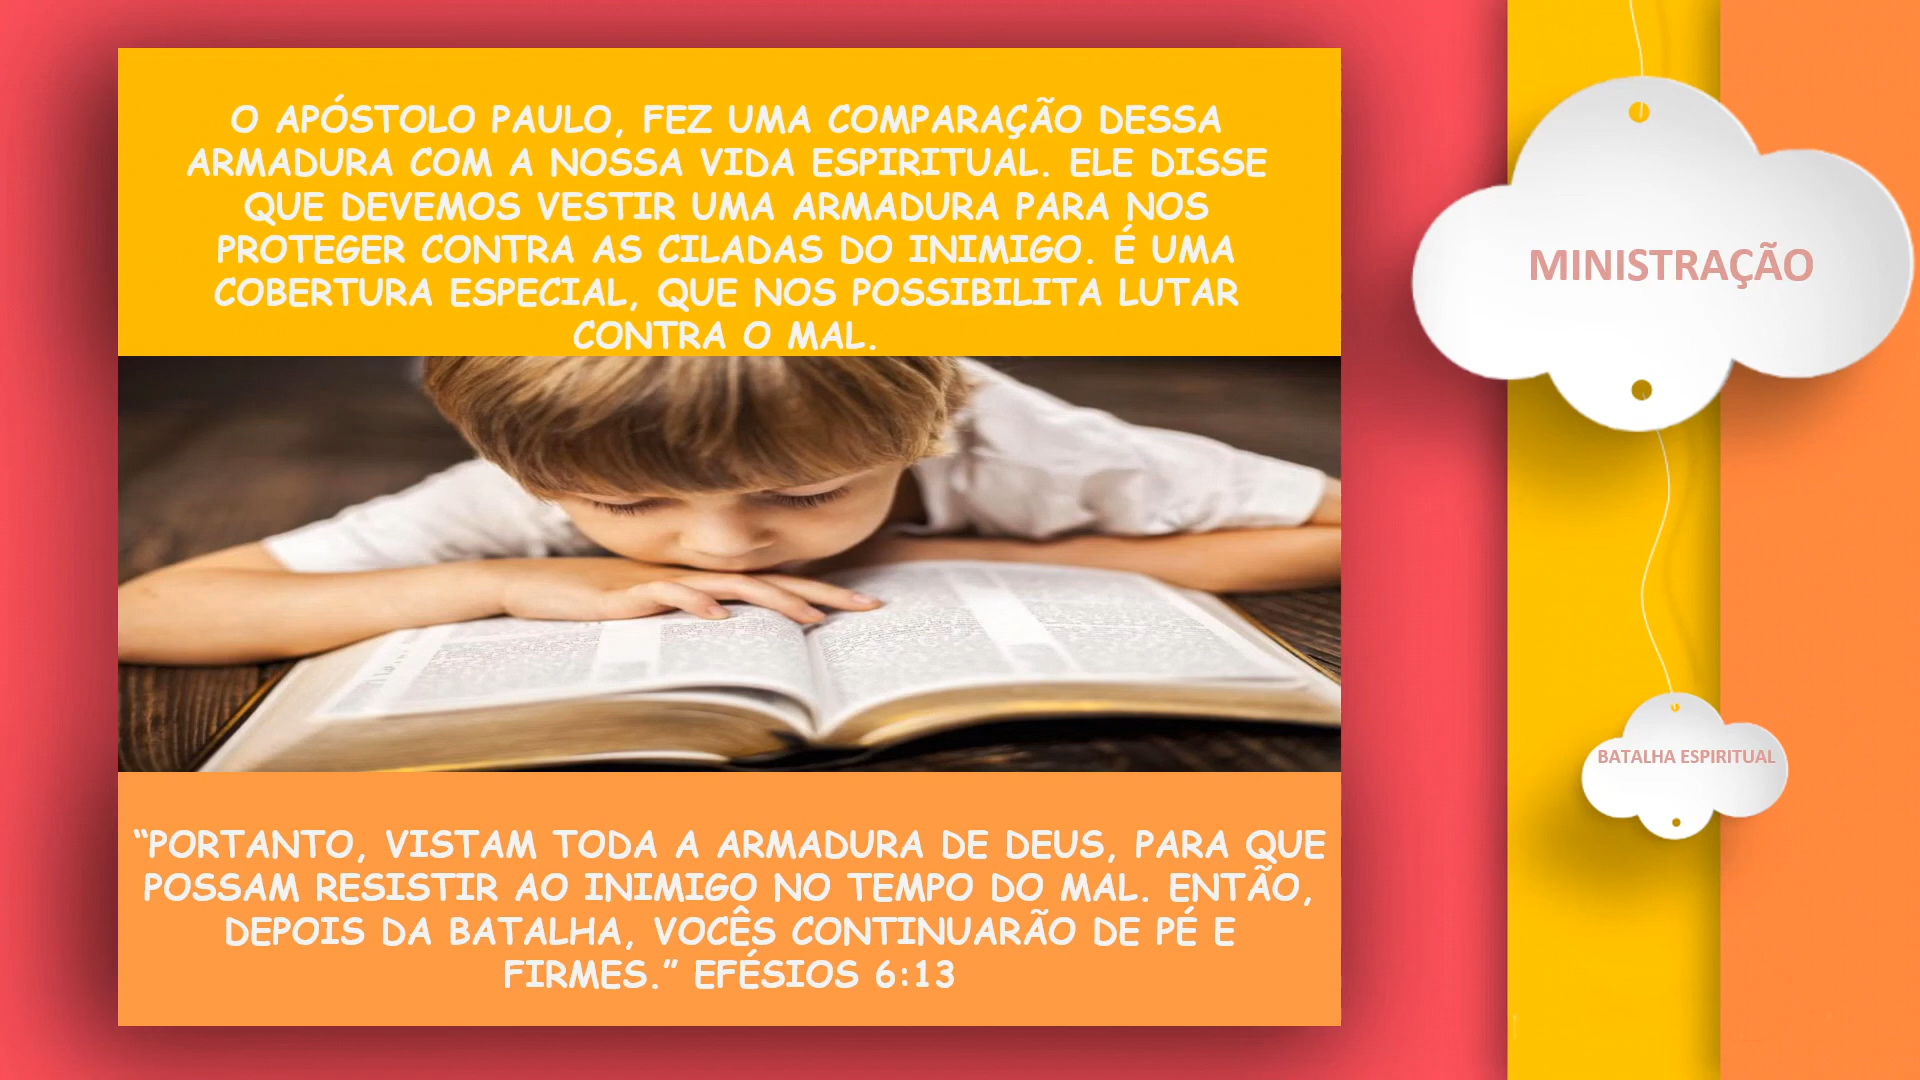 O APÓSTOLO PAULO, FEZ UMA COMPARAÇÃO DESSA
ARMADURA COM A NOSSA VIDA ESPIRITUAL. ELE DISSE
QUE DEVEMOS VESTIR UMA ARMADURA PARA NOS
PROTEGER CONTRA AS CILADAS DO INIMIGO. É UMA
COBERTURA ESPECIAL, QUE NOS POSSIBILITA LUTAR
CONTRA O MAL.
“PORTANTO, VISTAM TODA A ARMADURA DE DEUS, PARA QUE
POSSAM RESISTIR AO INIMIGO NO TEMPO DO MAL. ENTÃO,
DEPOIS DA BATALHA, VOCÊS CONTINUARÃO DE PÉ E
FIRMES.” EFÉSIOS 6:13
MINISTRAÇÃO
BATALHA ESPIRITUAL